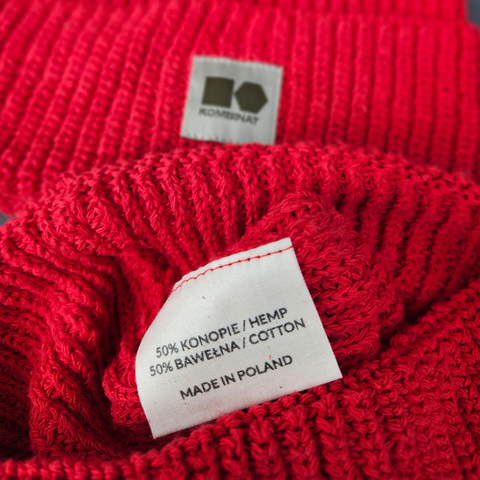 KOMBINAT
50% KONOPIE / HEMP
50% BAWEŁNA / COTTON
MADE IN POLAND